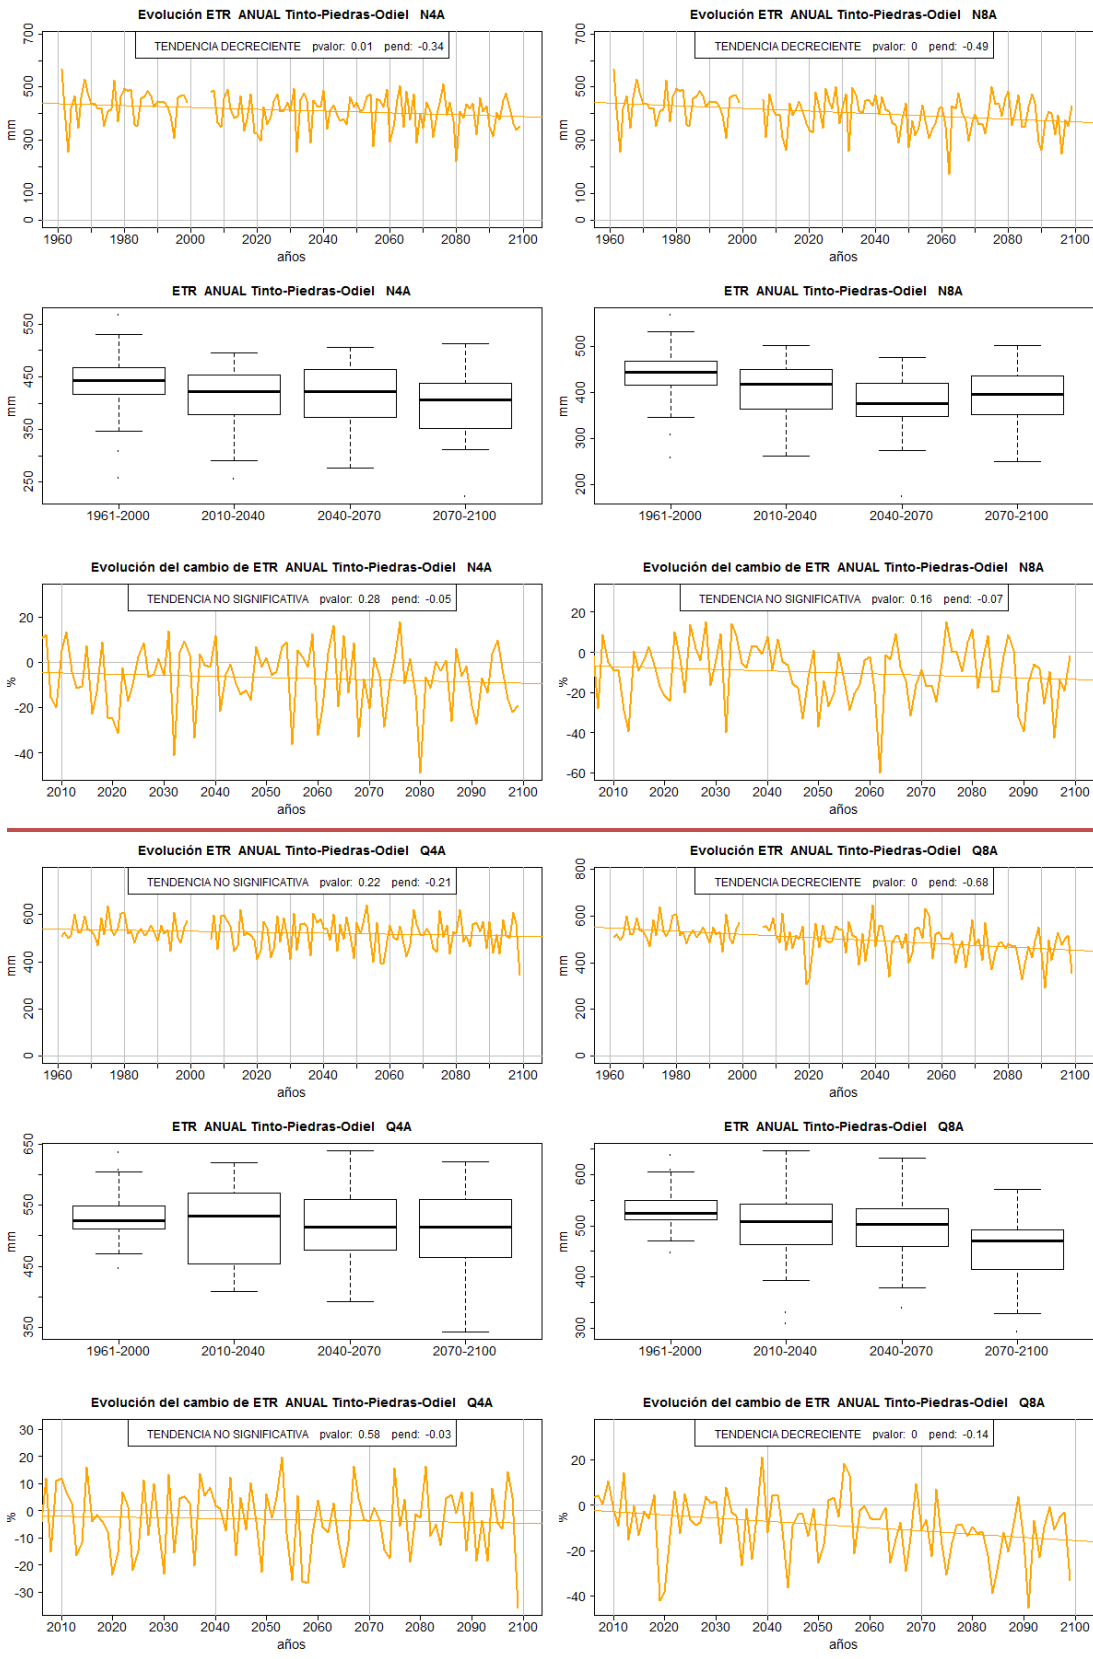 Evolución ETR ANUAL Tinto-Piedras-Odiel N4A
TENDENCIA DECRECIENTE pvalor: 0.01 pend: -0.34
mm
700
500
300
100
0
1960 1980 2000 2020 2040 2060 2080 2100
años
Evolución ETR ANUAL Tinto-Piedras-Odiel N8A
TENDENCIA DECRECIENTE pvalor: 0 pend: -0.49
mm
700
500
300
100
0
1960 1980 2000 2020 2040 2060 2080 2100
años
ETR ANUAL Tinto-Piedras-Odiel N4A
mm
550
450
350
250
1961-2000 2010-2040 2040-2070 2070-2100
ETR ANUAL Tinto-Piedras-Odiel N8A
mm
500
400
300
200
1961-2000 2010-2040 2040-2070 2070-2100
Evolución del cambio de ETR ANUAL Tinto-Piedras-Odiel N4A
TENDENCIA NO SIGNIFICATIVA pvalor: 0.28 pend: -0.05
%
20
0
-20
-40
2010 2020 2030 2040 2050 2060 2070 2080 2090 2100
años
Evolución del cambio de ETR ANUAL Tinto-Piedras-Odiel N8A
TENDENCIA NO SIGNIFICATIVA pvalor: 0.16 pend: -0.07
%
20
0
-20
-40
-60
2010 2020 2030 2040 2050 2060 2070 2080 2090 2100
años
Evolución ETR ANUAL Tinto-Piedras-Odiel Q4A
TENDENCIA NO SIGNIFICATIVA pvalor: 0.22 pend: -0.21
mm
600
400
200
0
1960 1980 2000 2020 2040 2060 2080 2100
años
Evolución ETR ANUAL Tinto-Piedras-Odiel Q8A
TENDENCIA DECRECIENTE pvalor: 0 pend: -0.68
mm
800
600
400
200
0
1960 1980 2000 2020 2040 2060 2080 2100
años
ETR ANUAL Tinto-Piedras-Odiel Q4A
mm
650
550
450
350
1961-2000 2010-2040 2040-2070 2070-2100
ETR ANUAL Tinto-Piedras-Odiel Q8A
mm
600
500
400
300
1961-2000 2010-2040 2040-2070 2070-2100
Evolución del cambio de ETR ANUAL Tinto-Piedras-Odiel Q4A
TENDENCIA NO SIGNIFICATIVA pvalor: 0.58 pend: -0.03
%
30
20
10
0
-10
-20
-30
2010 2020 2030 2040 2050 2060 2070 2080 2090 2100
años
Evolución del cambio de ETR ANUAL Tinto-Piedras-Odiel Q8A
TENDENCIA DECRECIENTE pvalor: 0 pend: -0.14
%
20
0
-20
-40
2010 2020 2030 2040 2050 2060 2070 2080 2090 2100
años